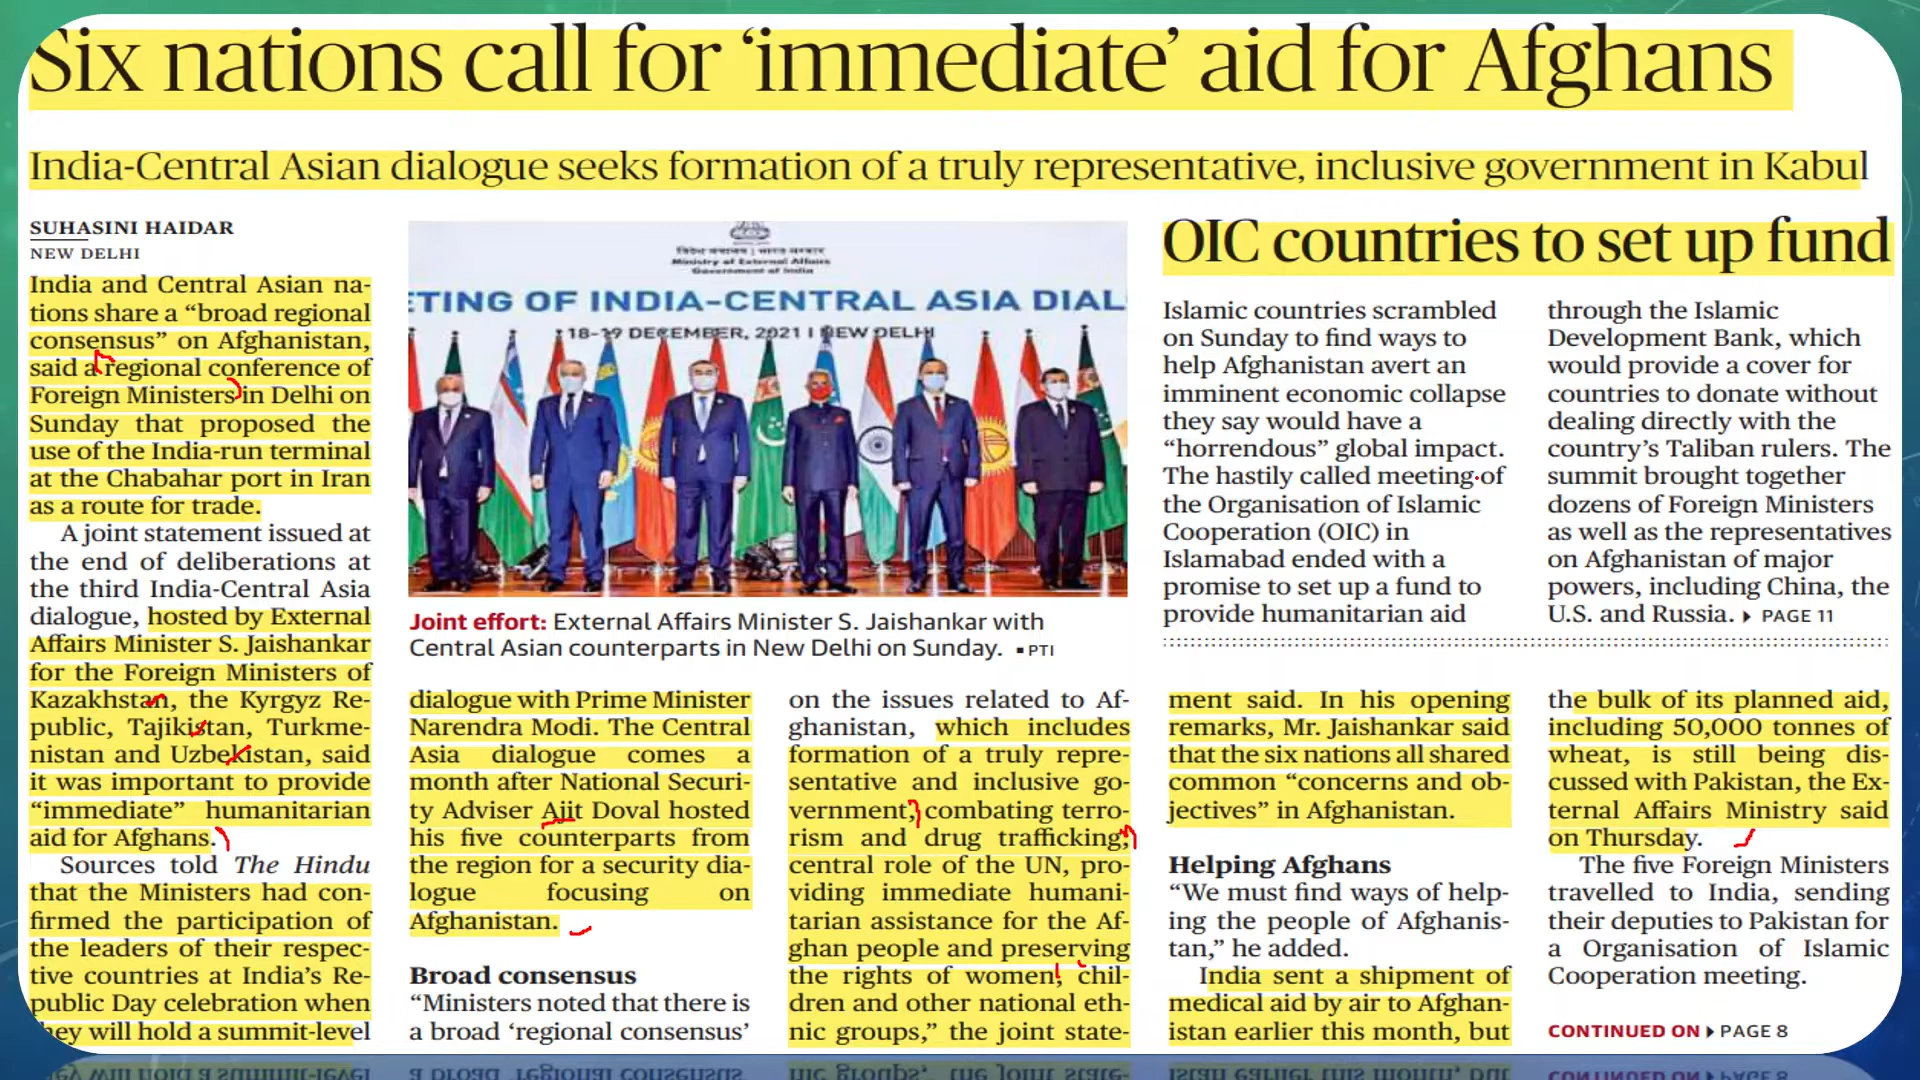 Six nations call for ‘immediate’ aid for Afghans
India-Central Asian dialogue seeks formation of a truly representative, inclusive government in Kabul
SUHASINI HAIDAR
NEW DELHI
India and Central Asian na-
tions share a “broad regional
consensus” on Afghanistan,
said a regional conference of
Foreign Ministers in Delhi on
Sunday that proposed the
use of the India-run terminal
at the Chabahar port in Iran
as a route for trade.
A joint statement issued at
the end of deliberations at
the third India-Central Asia
dialogue, hosted by External
Affairs Minister S. Jaishankar
for the Foreign Ministers of
Kazakhstan, the Kyrgyz Re-
public, Tajikistan, Turkme-
nistan and Uzbekistan, said
it was important to provide
“immediate” humanitarian
aid for Afghans.
Sources told The Hindu
that the Ministers had con-
firmed the participation of
the leaders of their respec-
tive countries at India’s Re-
public Day celebration when
they will hold a summit-level
विदेश मंत्रालय | भारत सरकार
Ministry of External Affairs
Government of India
ETING OF INDIA-CENTRAL ASIA DIAL
18-19 DECEMBER, 2021 | NEW DELHI
Joint effort: External Affairs Minister S. Jaishankar with
Central Asian counterparts in New Delhi on Sunday. ▪ PTI
dialogue with Prime Minister
Narendra Modi. The Central
Asia dialogue comes a
month after National Securi-
ty Adviser Ajit Doval hosted
his five counterparts from
the region for a security dia-
logue focusing on
Afghanistan.
Broad consensus
“Ministers noted that there is
a broad ‘regional consensus’
on the issues related to Af-
ghanistan, which includes
formation of a truly repre-
sentative and inclusive go-
vernment, combating terro-
rism and drug trafficking,
central role of the UN, pro-
viding immediate humani-
tarian assistance for the Af-
ghan people and preserving
the rights of women, chil-
dren and other national eth-
nic groups,” the joint state-
OIC countries to set up fund
Islamic countries scrambled
on Sunday to find ways to
help Afghanistan avert an
imminent economic collapse
they say would have a
“horrendous” global impact.
The hastily called meeting of
the Organisation of Islamic
Cooperation (OIC) in
Islamabad ended with a
promise to set up a fund to
provide humanitarian aid
through the Islamic
Development Bank, which
would provide a cover for
countries to donate without
dealing directly with the
country’s Taliban rulers. The
summit brought together
dozens of Foreign Ministers
as well as the representatives
on Afghanistan of major
powers, including China, the
U.S. and Russia. PAGE 11
ment said. In his opening
remarks, Mr. Jaishankar said
that the six nations all shared
common “concerns and ob-
jectives” in Afghanistan.
Helping Afghans
“We must find ways of help-
ing the people of Afghanis-
tan,” he added.
India sent a shipment of
medical aid by air to Afghan-
istan earlier this month, but
the bulk of its planned aid,
including 50,000 tonnes of
wheat, is still being dis-
cussed with Pakistan, the Ex-
ternal Affairs Ministry said
on Thursday.
The five Foreign Ministers
travelled to India, sending
their deputies to Pakistan for
a Organisation of Islamic
Cooperation meeting.
CONTINUED ON PAGE 8